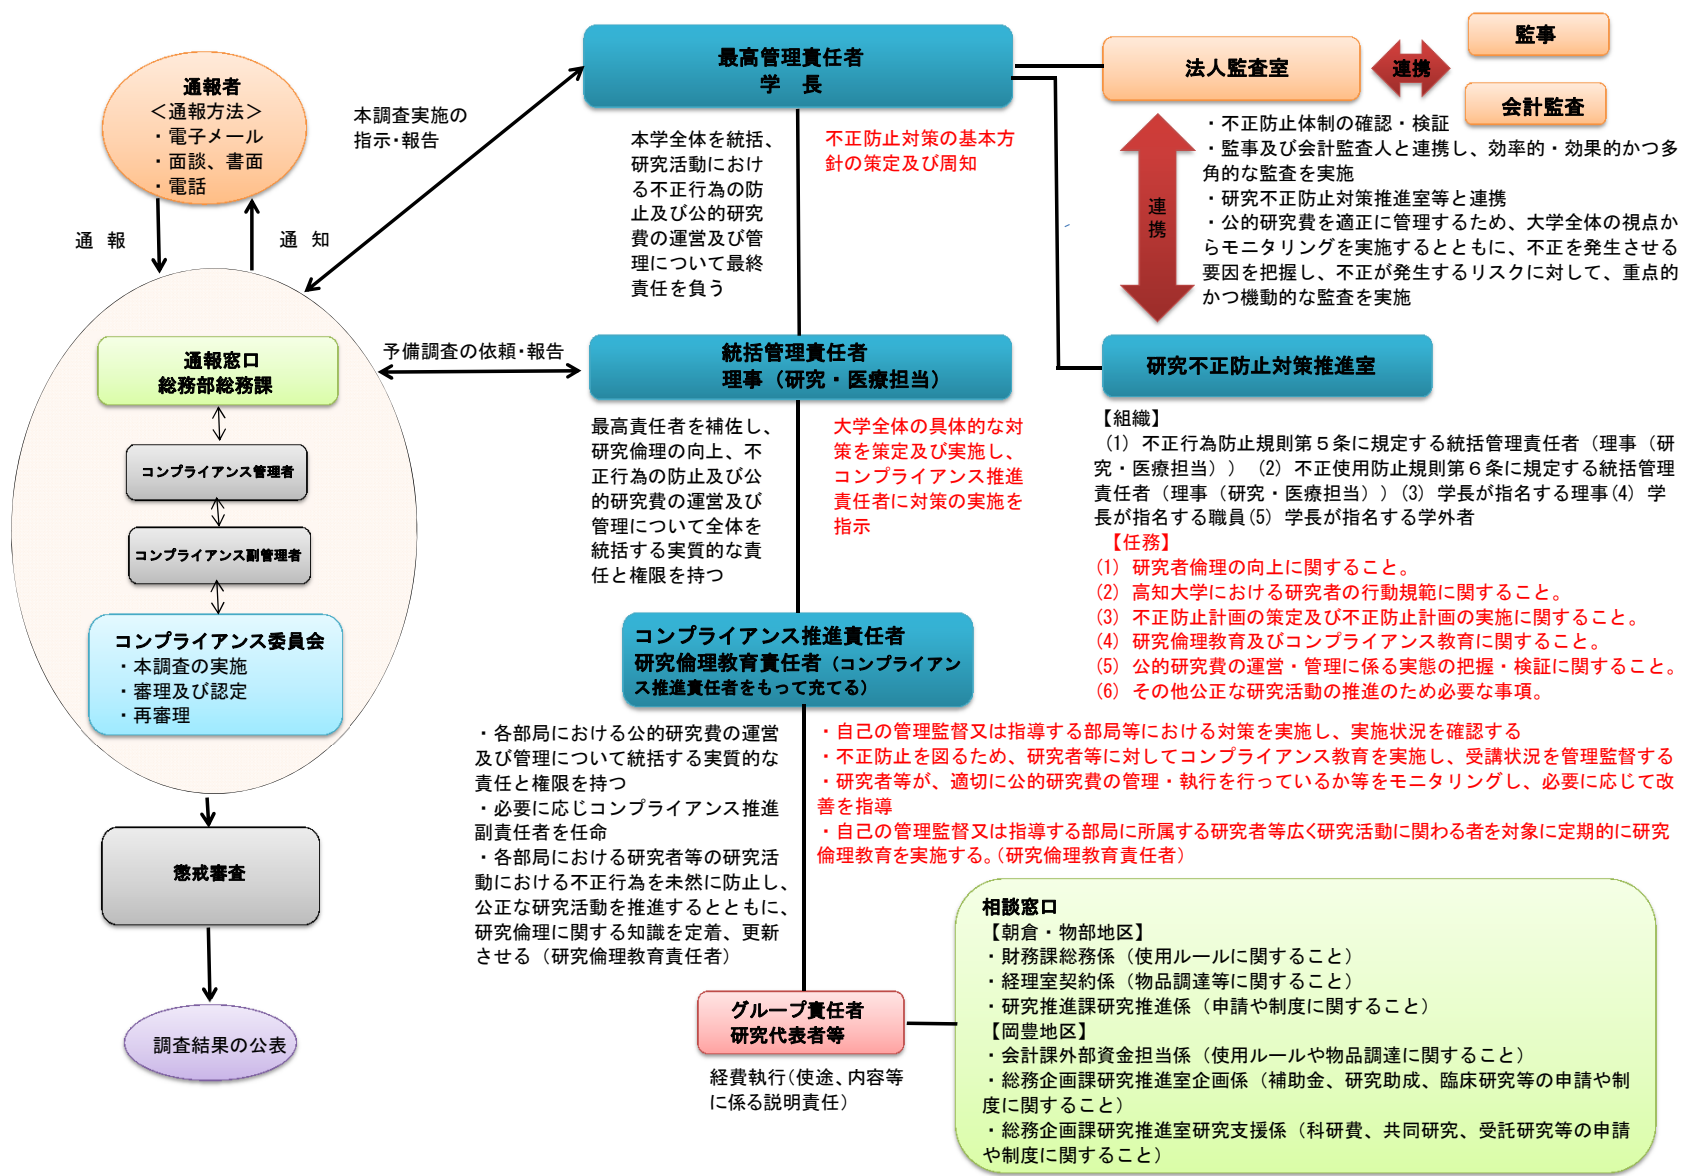 最高管理責任者
学　長
法人監査室
連携
監事
会計監査
通報者
＜通報方法＞
・電子メール
・面談、書面
・電話
通　報
通　知
本調査実施の
指示・報告
本学全体を統括、
研究活動におけ
る不正行為の防
止及び公的研究
費の運営及び管
理について最終
責任を負う
不正防止対策の基本方
針の策定及び周知
連
携
・不正防止体制の確認・検証
・監事及び会計監査人と連携し、効率的・効果的かつ多
角的な監査を実施
・研究不正防止対策推進室等と連携
・公的研究費を適正に管理するため、大学全体の視点か
らモニタリングを実施するとともに、不正を発生させる
要因を把握し、不正が発生するリスクに対して、重点的
かつ機動的な監査を実施
通報窓口
総務部総務課
コンプライアンス管理者
コンプライアンス副管理者
コンプライアンス委員会
・本調査の実施
・審理及び認定
・再審理
懲戒審査
調査結果の公表
予備調査の依頼・報告
統括管理責任者
理事（研究・医療担当）
最高責任者を補佐し、
研究倫理の向上、不
正行為の防止及び公
的研究費の運営及び
管理について全体を
統括する実質的な責
任と権限を持つ
大学全体の具体的な対
策を策定及び実施し、
コンプライアンス推進
責任者に対策の実施を
指示
研究不正防止対策推進室
【組織】
（1）不正行為防止規則第５条に規定する統括管理責任者（理事（研
究・医療担当））（2）不正使用防止規則第６条に規定する統括管理
責任者（理事（研究・医療担当））(3）学長が指名する理事(4）学
長が指名する職員(5）学長が指名する学外者
【任務】
(1）研究者倫理の向上に関すること。
(2）高知大学における研究者の行動規範に関すること。
(3）不正防止計画の策定及び不正防止計画の実施に関すること。
(4）研究倫理教育及びコンプライアンス教育に関すること。
(5）公的研究費の運営・管理に係る実態の把握・検証に関すること。
(6）その他公正な研究活動の推進のため必要な事項。
コンプライアンス推進責任者
研究倫理教育責任者（コンプライアン
ス推進責任者をもって充てる）
・各部局における公的研究費の運営
及び管理について統括する実質的な
責任と権限を持つ
・必要に応じコンプライアンス推進
副責任者を任命
・各部局における研究者等の研究活
動における不正行為を未然に防止し、
公正な研究活動を推進するとともに、
研究倫理に関する知識を定着、更新
させる（研究倫理教育責任者）
・自己の管理監督又は指導する部局等における対策を実施し、実施状況を確認する
・不正防止を図るため、研究者等に対してコンプライアンス教育を実施し、受講状況を管理監督する
・研究者等が、適切に公的研究費の管理・執行を行っているか等をモニタリングし、必要に応じて改
善を指導
・自己の管理監督又は指導する部局に所属する研究者等広く研究活動に関わる者を対象に定期的に研究
倫理教育を実施する。（研究倫理教育責任者）
グループ責任者
研究代表者等
経費執行（使途、内容等
に係る説明責任）
相談窓口
【朝倉・物部地区】
・財務課総務係（使用ルールに関すること）
・経理室契約係（物品調達等に関すること）
・研究推進課研究推進係（申請や制度に関すること）
【岡豊地区】
・会計課外部資金担当係（使用ルールや物品調達に関すること）
・総務企画課研究推進室企画係（補助金、研究助成、臨床研究等の申請や制
度に関すること）
・総務企画課研究推進室研究支援係（科研費、共同研究、受託研究等の申請
や制度に関すること）